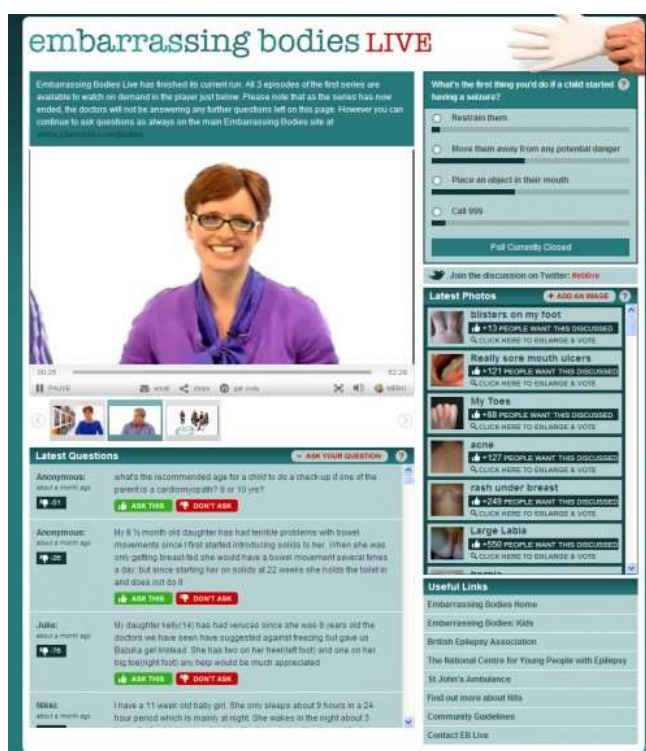 embarrassing bodies LIVE
Embarrassing Bodies Live has finished its current run. All 3 episodes of the first series are
available to watch on demand in the player just below. Please note that as the series has now
ended, the doctors will not be answering any further questions left on this page. However you can
continue to ask questions as always on the main Embarrassing Bodies site at
What's the first thing you'd do if a child started
having a seizure?
?
Restrain them
Move them away from any potential danger
Place an object in their mouth
Call 999
Poll Currently Closed
Join the discussion on Twitter: #eblive
00:25
52:28
PAUSE
email
share
get code
MENU
Latest Photos
+ ADD AN IMAGE
?
blisters on my foot
+13 PEOPLE WANT THIS DISCUSSED
CLICK HERE TO ENLARGE & VOTE
Really sore mouth ulcers
+121 PEOPLE WANT THIS DISCUSSED
CLICK HERE TO ENLARGE & VOTE
My Toes
+88 PEOPLE WANT THIS DISCUSSED
CLICK HERE TO ENLARGE & VOTE
acne
+127 PEOPLE WANT THIS DISCUSSED
CLICK HERE TO ENLARGE & VOTE
rash under breast
+249 PEOPLE WANT THIS DISCUSSED
CLICK HERE TO ENLARGE & VOTE
Large Labia
+550 PEOPLE WANT THIS DISCUSSED
CLICK HERE TO ENLARGE & VOTE
Latest Questions
ASK YOUR QUESTION
?
Anonymous:
about a month ago
-51
what's the recommended age for a child to do a check-up if one of the
parent is a cardiomyopath? 8 or 10 yrs?
ASK THIS
DON'T ASK
Anonymous:
about a month ago
My 8 ½ month old daughter has had terrible problems with bowel
movements since I first started introducing solids to her. When she was
only getting breast-fed she would have a bowel movement several times
a day; but since starting her on solids at 22 weeks she holds the toilet in
and does not do it
ASK THIS
DON'T ASK
Julie:
about a month ago
My daughter kelly(14) has had verucas since she was 8 years old the
doctors we have seen have suggested against freezing but gave us
Bazuka gel instead. She has two on her heel(left foot) and one on her
big toe(right foot) any help would be much appreciated
ASK THIS
DON'T ASK
Nikki:
about a month ago
I have a 11 week old baby girl. She only sleeps about 9 hours in a 24
hour period which is mainly at night. She wakes in the night about 3
Useful Links
Embarrassing Bodies Home
Embarrassing Bodies: Kids
British Epilepsy Association
The National Centre for Young People with Epilepsy
St John's Ambulance
Find out more about Nits
Community Guidelines
Contact EB Live